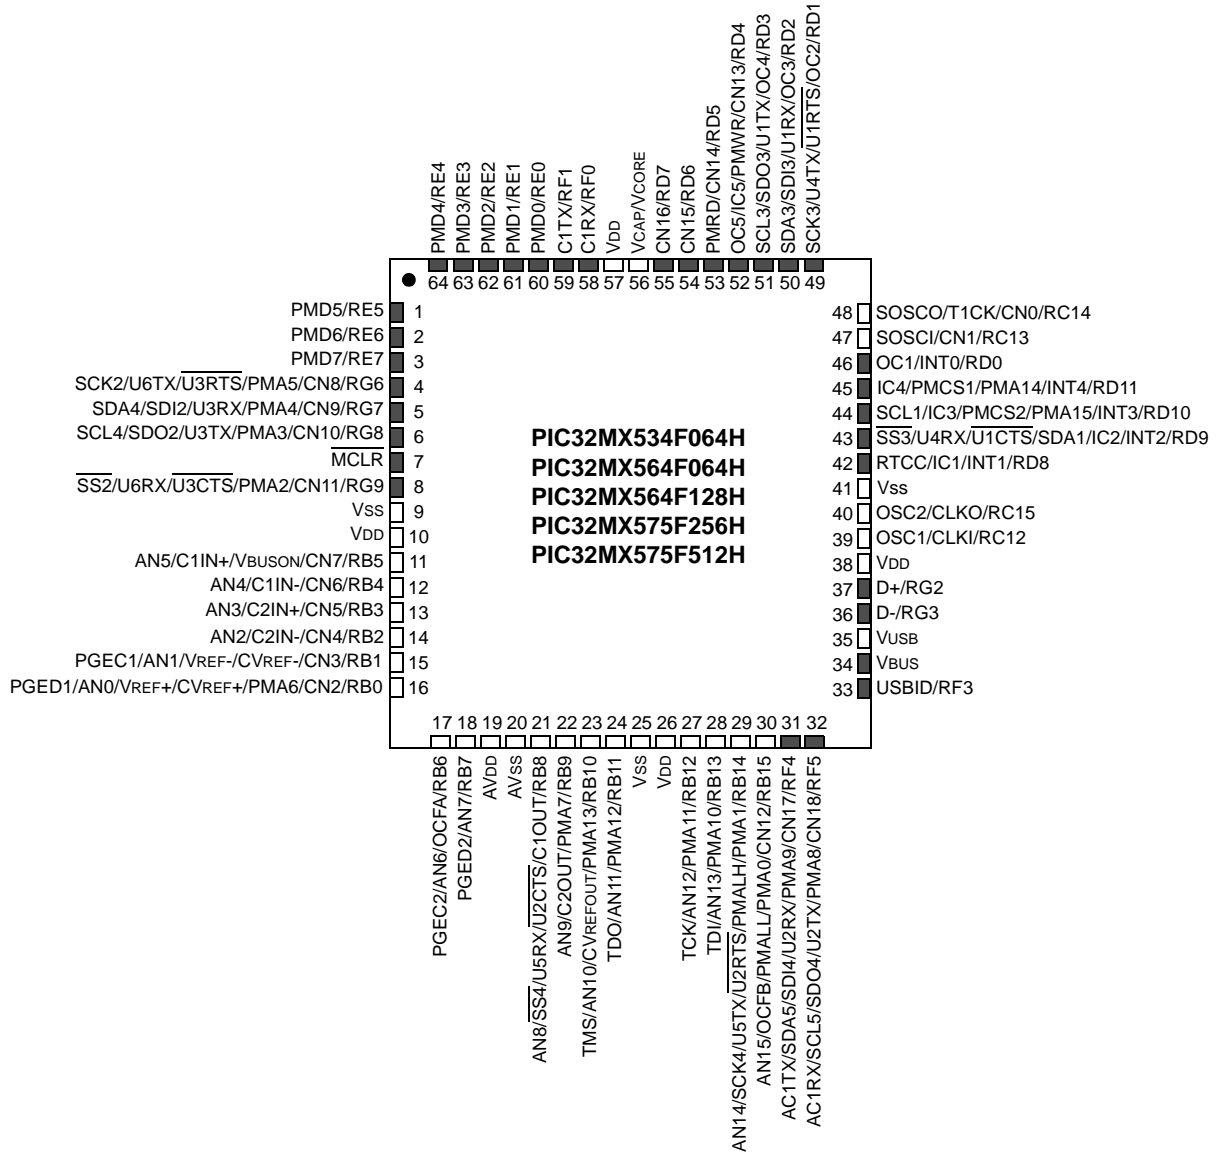 PMD4/RE4
PMD3/RE3
PMD2/RE2
PMD1/RE1
PMD0/RE0
C1TX/RF1
C1RX/RF0
VDD
VCAP/VCORE
CN16/RD7
CN15/RD6
PMRD/CN14/RD5
OC5/IC5/PMWR/CN13/RD4
SCL3/SDO3/U1TX/OC4/RD3
SDA3/SDI3/U1RX/OC3/RD2
SCK3/U4TX/U1RTS/OC2/RD1
64 63 62 61 60 59 58 57 56 55 54 53 52 51 50 49
PMD5/RE5 1
PMD6/RE6 2
PMD7/RE7 3
SCK2/U6TX/U3RTS/PMA5/CN8/RG6 4
SDA4/SDI2/U3RX/PMA4/CN9/RG7 5
SCL4/SDO2/U3TX/PMA3/CN10/RG8 6
MCLR 7
SS2/U6RX/U3CTS/PMA2/CN11/RG9 8
VSS 9
VDD 10
AN5/C1IN+/VBUSON/CN7/RB5 11
AN4/C1IN-/CN6/RB4 12
AN3/C2IN+/CN5/RB3 13
AN2/C2IN-/CN4/RB2 14
PGEC1/AN1/VREF-/CVREF-/CN3/RB1 15
PGED1/AN0/VREF+/CVREF+/PMA6/CN2/RB0 16
PIC32MX534F064H
PIC32MX564F064H
PIC32MX564F128H
PIC32MX575F256H
PIC32MX575F512H
48 SOSCO/T1CK/CN0/RC14
47 SOSCI/CN1/RC13
46 OC1/INT0/RD0
45 IC4/PMCS1/PMA14/INT4/RD11
44 SCL1/IC3/PMCS2/PMA15/INT3/RD10
43 SS3/U4RX/U1CTS/SDA1/IC2/INT2/RD9
42 RTCC/IC1/INT1/RD8
41 Vss
40 OSC2/CLKO/RC15
39 OSC1/CLKI/RC12
38 VDD
37 D+/RG2
36 D-/RG3
35 VUSB
34 VBUS
33 USBID/RF3
17 18 19 20 21 22 23 24 25 26 27 28 29 30 31 32
PGEC2/AN6/OCFA/RB6
PGED2/AN7/RB7
AVDD
AVSS
AN8/SS4/U5RX/U2CTS/C1OUT/RB8
AN9/C2OUT/PMA7/RB9
TMS/AN10/CVREFOUT/PMA13/RB10
TDO/AN11/PMA12/RB11
VSS
VDD
TCK/AN12/PMA11/RB12
TDI/AN13/PMA10/RB13
AN14/SCK4/U5TX/U2RTS/PMALH/PMA1/RB14
AN15/OCFB/PMALL/PMA0/CN12/RB15
AC1TX/SDA5/SDI4/U2RX/PMA9/CN17/RF4
AC1RX/SCL5/SDO4/U2TX/PMA8/CN18/RF5